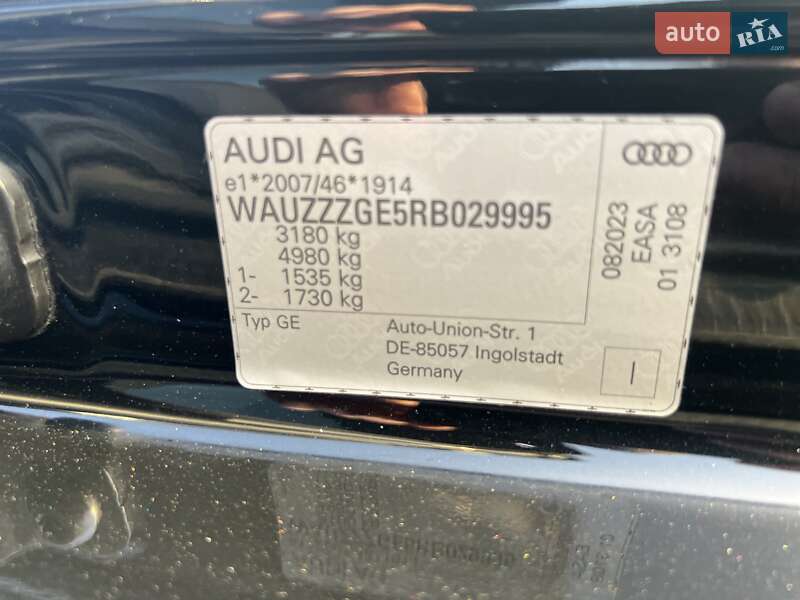 auto RIA.com
AUDI AG
e1*2007/46*1914
WAUZZZGE5RB029995
3180 kg
4980 kg
1- 1535 kg
2- 1730 kg
Typ GE
Auto-Union-Str. 1
DE-85057 Ingolstadt
Germany
I
082023
EASA
01 3108